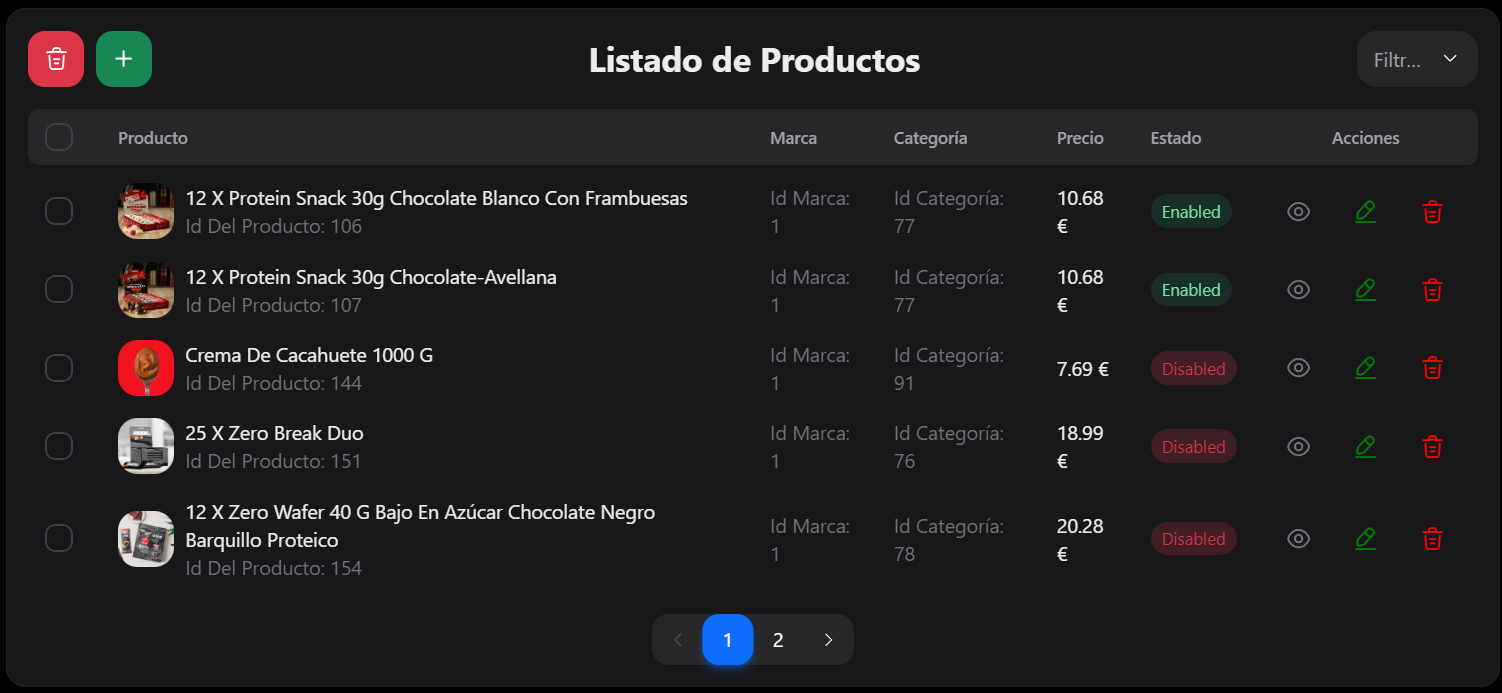 Listado de Productos
Filtr...
Producto Marca Categoría Precio Estado Acciones
12 X Protein Snack 30g Chocolate Blanco Con Frambuesas
Id Del Producto: 106
Id Marca:
1
Id Categoría:
77
10.68
€
Enabled
12 X Protein Snack 30g Chocolate-Avellana
Id Del Producto: 107
Id Marca:
1
Id Categoría:
77
10.68
€
Enabled
Crema De Cacahuete 1000 G
Id Del Producto: 144
Id Marca:
1
Id Categoría:
91
7.69 €
Disabled
25 X Zero Break Duo
Id Del Producto: 151
Id Marca:
1
Id Categoría:
76
18.99
€
Disabled
12 X Zero Wafer 40 G Bajo En Azúcar Chocolate Negro
Barquillo Proteico
Id Del Producto: 154
Id Marca:
1
Id Categoría:
78
20.28
€
Disabled
1 2